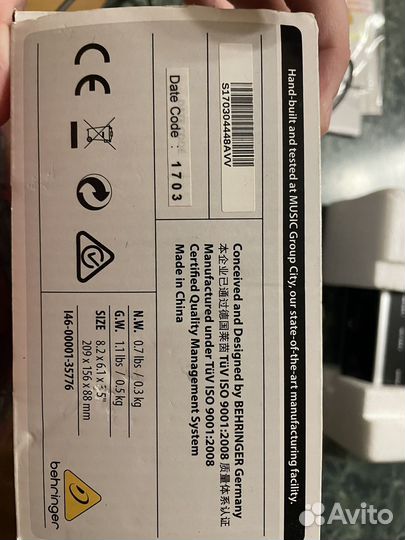 Hand-built and tested at MUSIC Group City, our state-of-the-art manufacturing facility.
S170304448AVV
Date Code : 1703
CE
Conceived and Designed by BEHRINGER Germany
本企业已通过德国莱茵 TüV ISO 9001:2008 质量体系认证
Manufactured under TüV ISO 9001:2008
Certified Quality Management System
Made in China
N.W. 0.7 lbs / 0.3 kg
G.W. 1.1 lbs / 0.5 kg
SIZE 8.2 x 6.1 x 3.5"
209 x 156 x 88 mm
I46-00001-35776
behringer
Avito